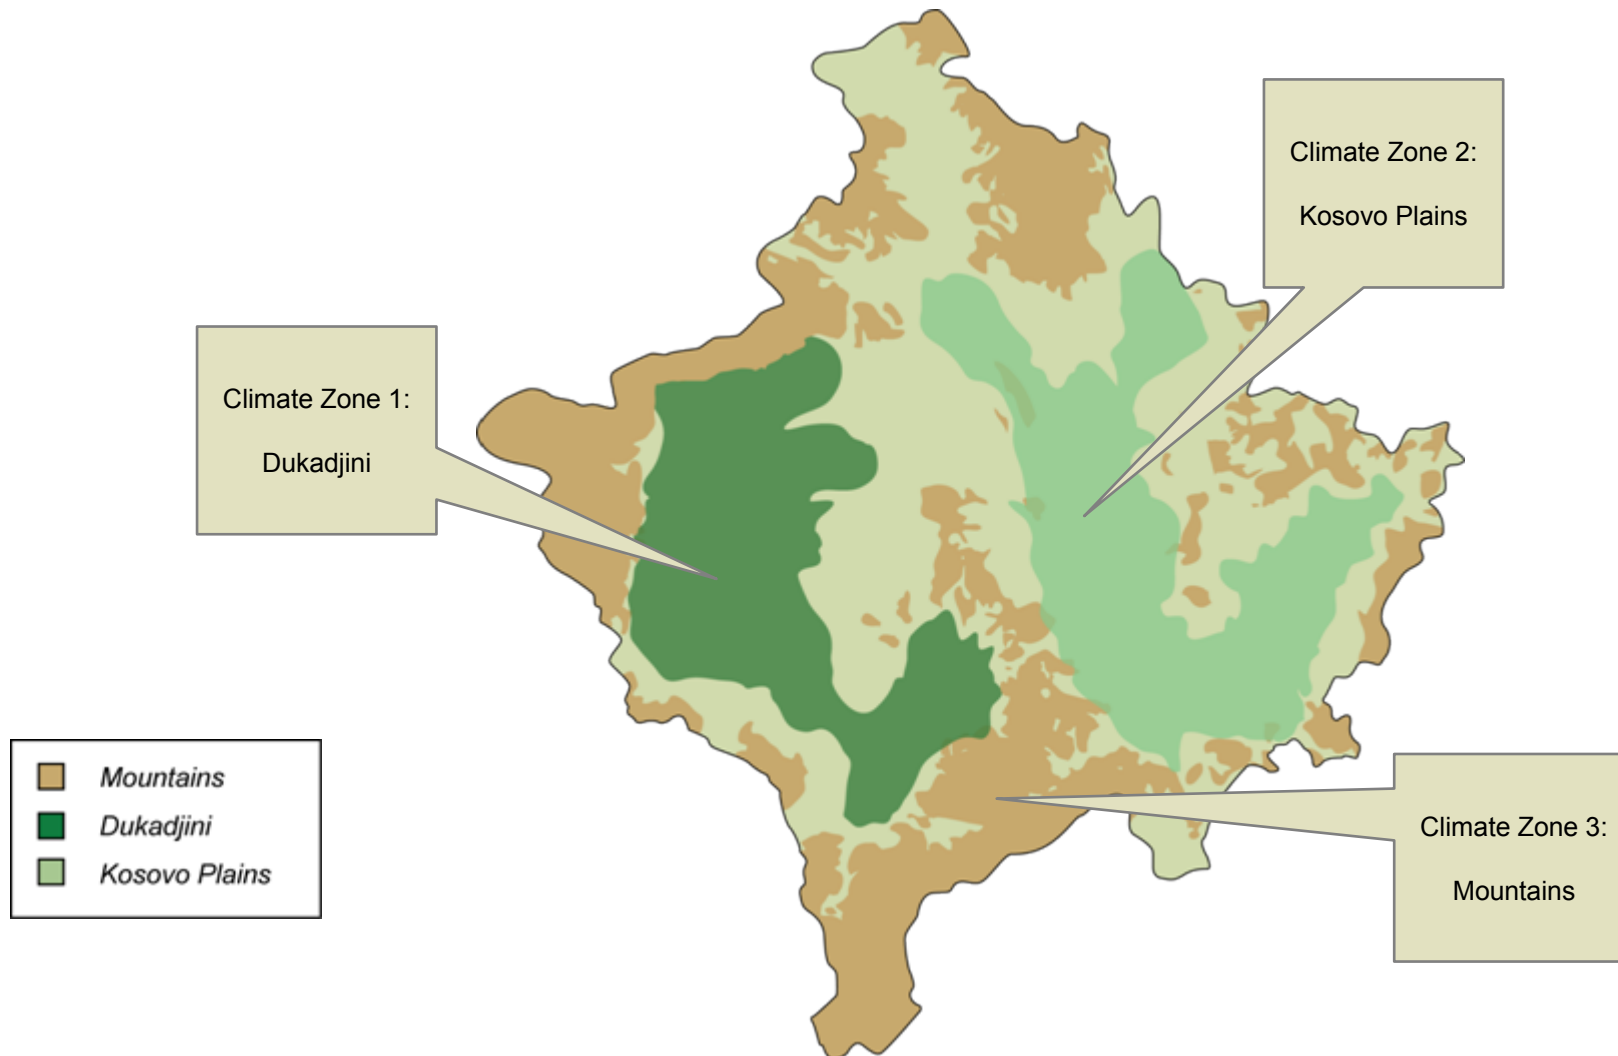 Climate Zone 2:
Kosovo Plains
Climate Zone 1:
Dukadjini
Mountains
Dukadjini
Kosovo Plains
Climate Zone 3:
Mountains